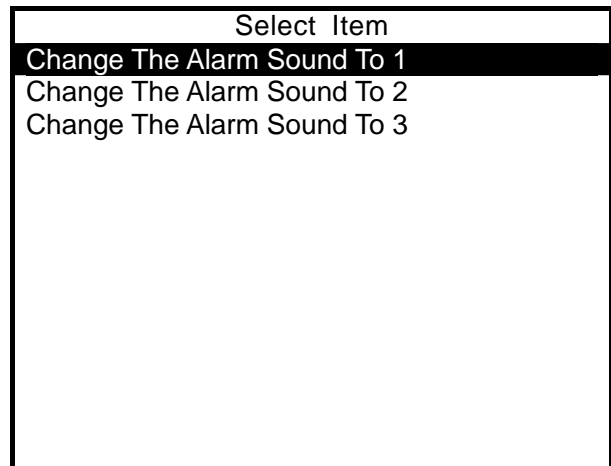 Select Item
Change The Alarm Sound To 1
Change The Alarm Sound To 2
Change The Alarm Sound To 3